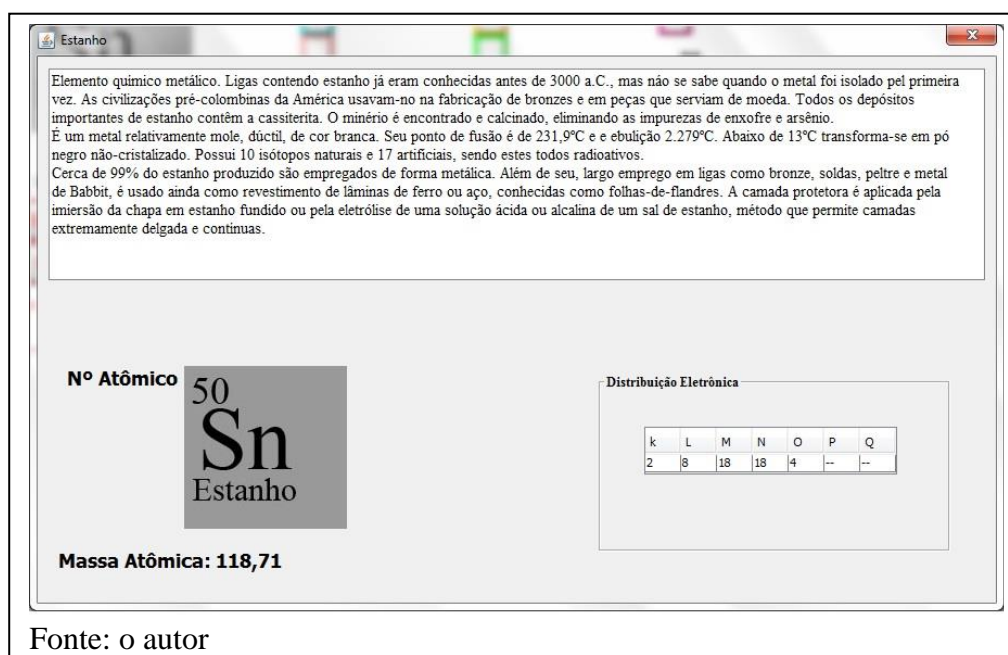 Estanho
Elemento quimico metálico. Ligas contendo estanho já eram conhecidas antes de 3000 a.C., mas náo se sabe quando o metal foi isolado pel primeira
vez. As civilizações pré-colombinas da América usavam-no na fabricação de bronzes e em peças que serviam de moeda. Todos os depósitos
importantes de estanho contêm a cassiterita. O minério é encontrado e calcinado, eliminando as impurezas de enxofre e arsênio.
É um metal relativamente mole, dúctil, de cor branca. Seu ponto de fusão é de 231,9ºC e e ebulição 2.279ºC. Abaixo de 13ºC transforma-se em pó
negro não-cristalizado. Possui 10 isótopos naturais e 17 artificiais, sendo estes todos radioativos.
Cerca de 99% do estanho produzido são empregados de forma metálica. Além de seu, largo emprego em ligas como bronze, soldas, peltre e metal
de Babbit, é usado ainda como revestimento de lâminas de ferro ou aço, conhecidas como folhas-de-flandres. A camada protetora é aplicada pela
imiersão da chapa em estanho fundido ou pela eletrólise de uma solução ácida ou alcalina de um sal de estanho, método que permite camadas
extremamente delgada e continuas.
Nº Atômico
50
Sn
Estanho
Massa Atômica: 118,71
Distribuição Eletrônica
k L M N O P Q
2 8 18 18 4 -- --
Fonte: o autor